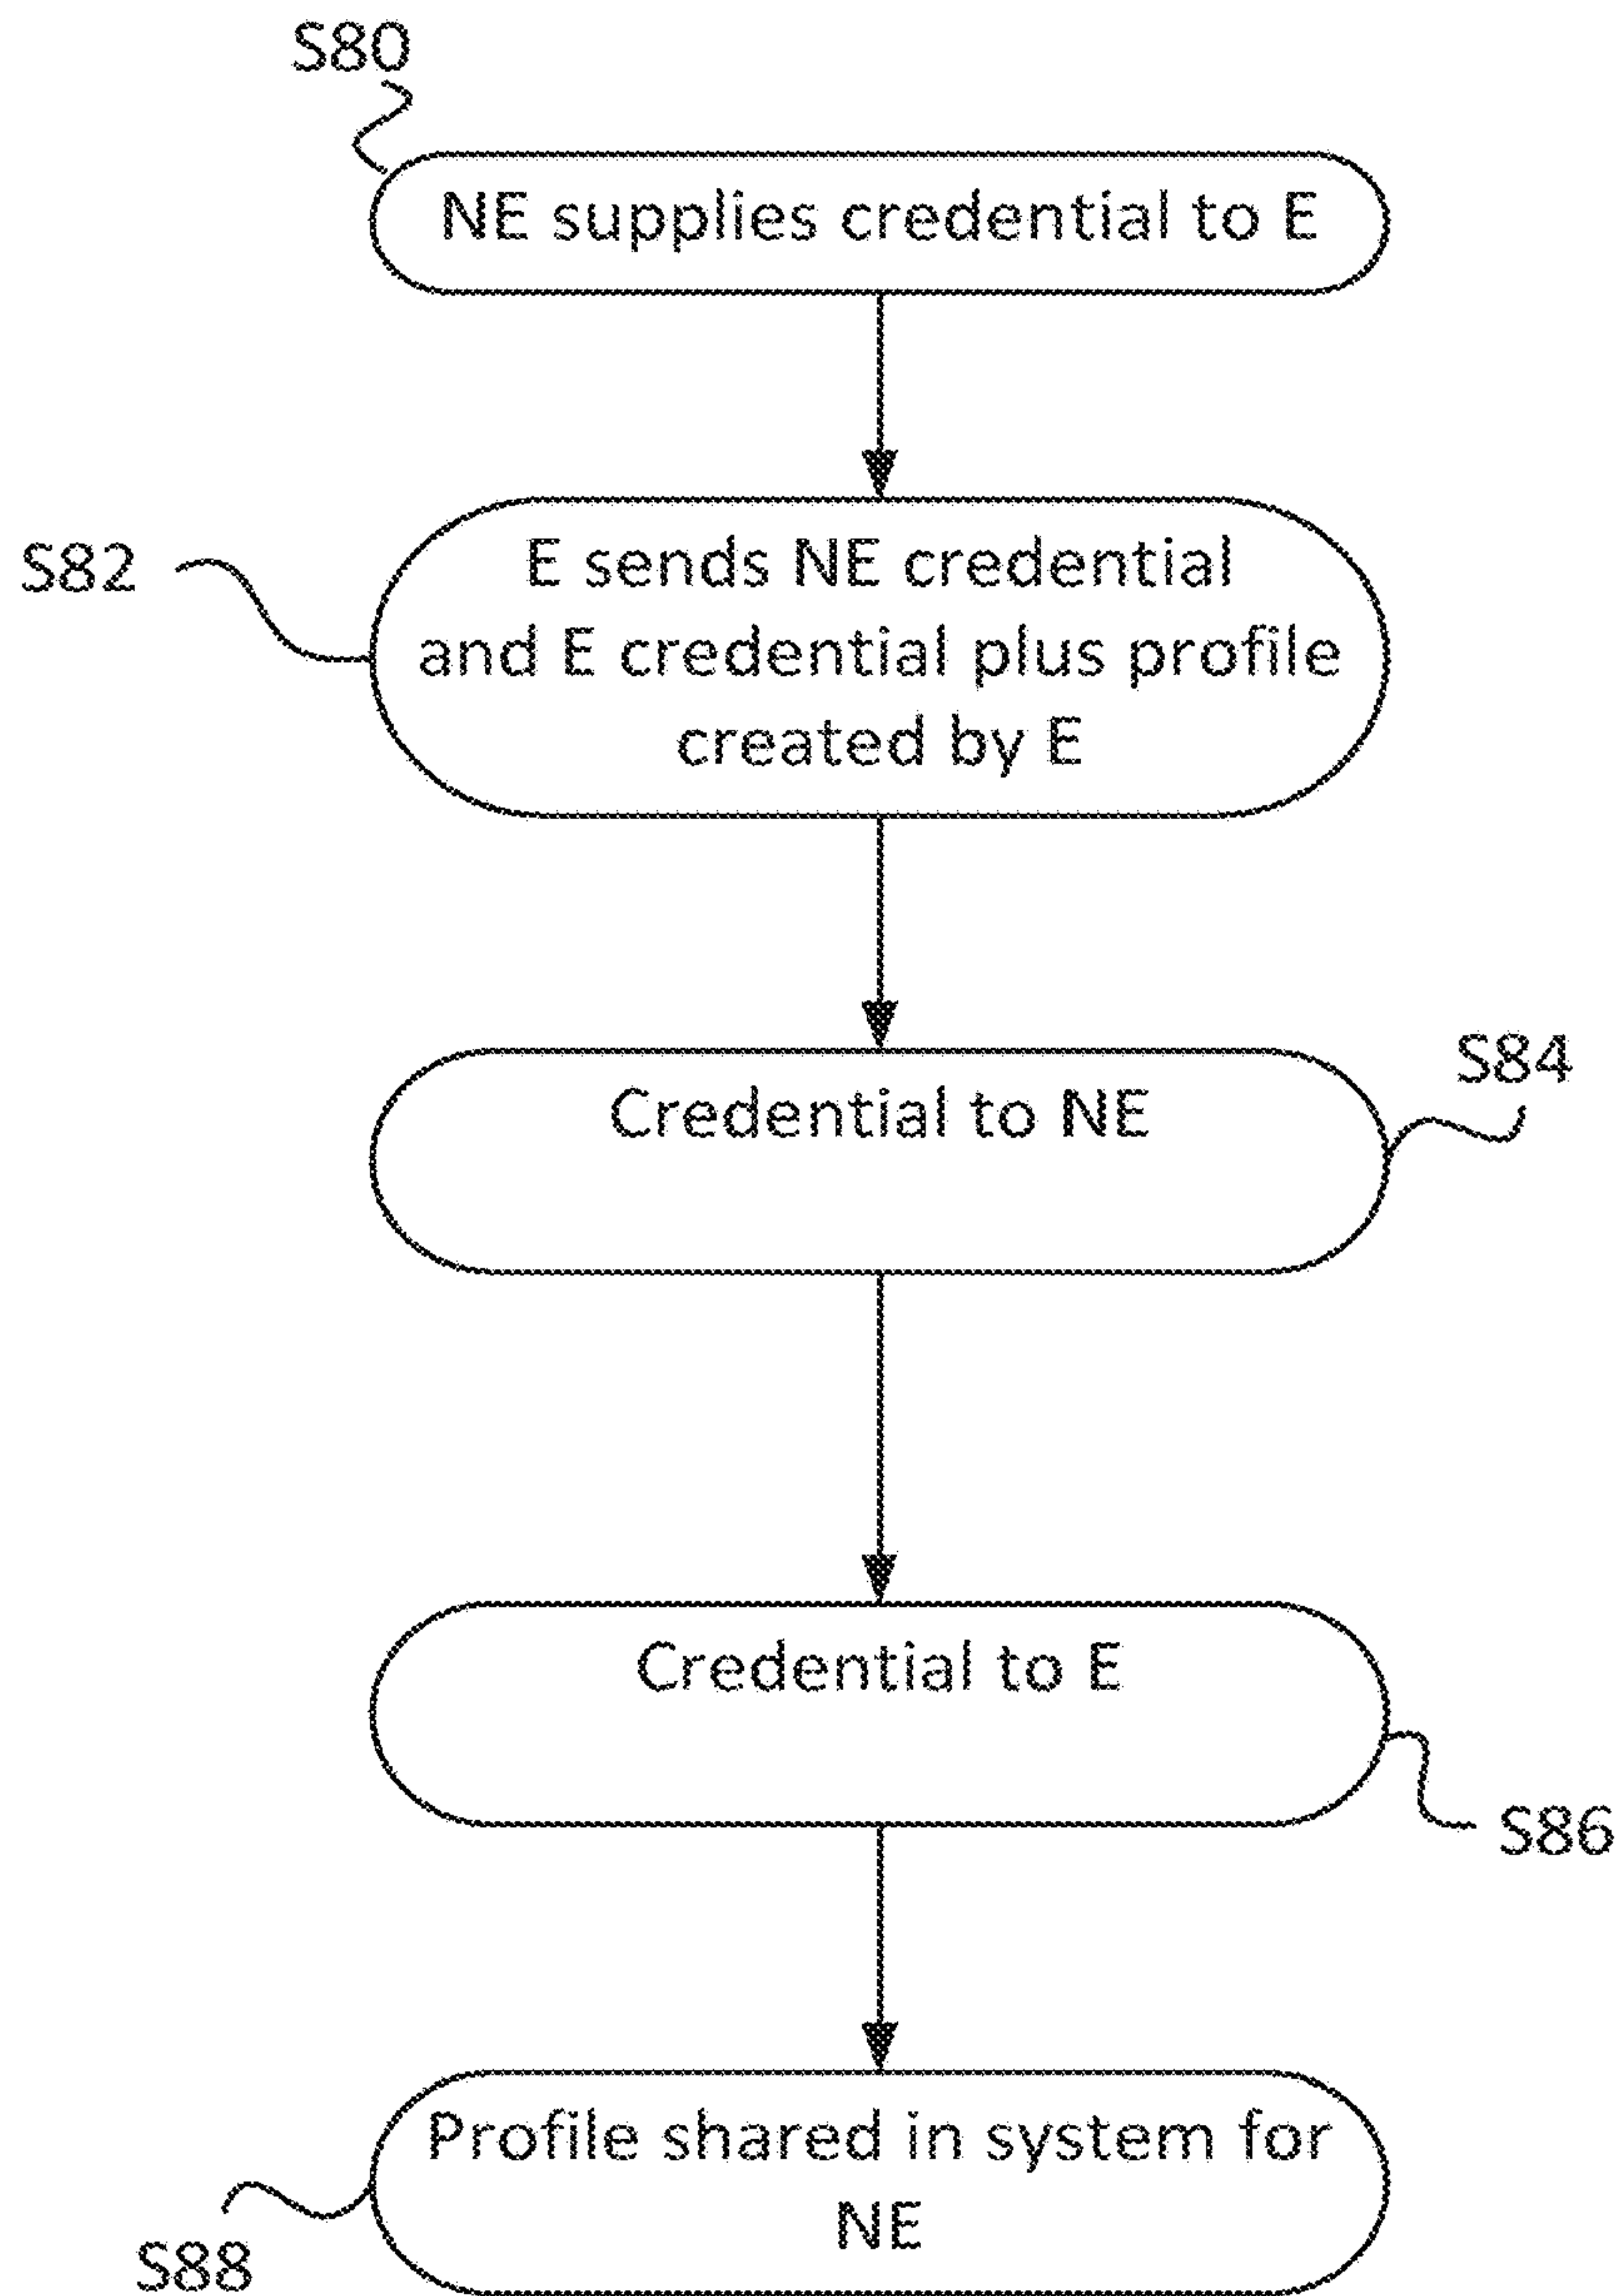 S80
NE supplies credential to E
S82
E sends NE credential
and E credential plus profile
created by E
S84
Credential to NE
Credential to E
S86
Profile shared in system for
NE
S88